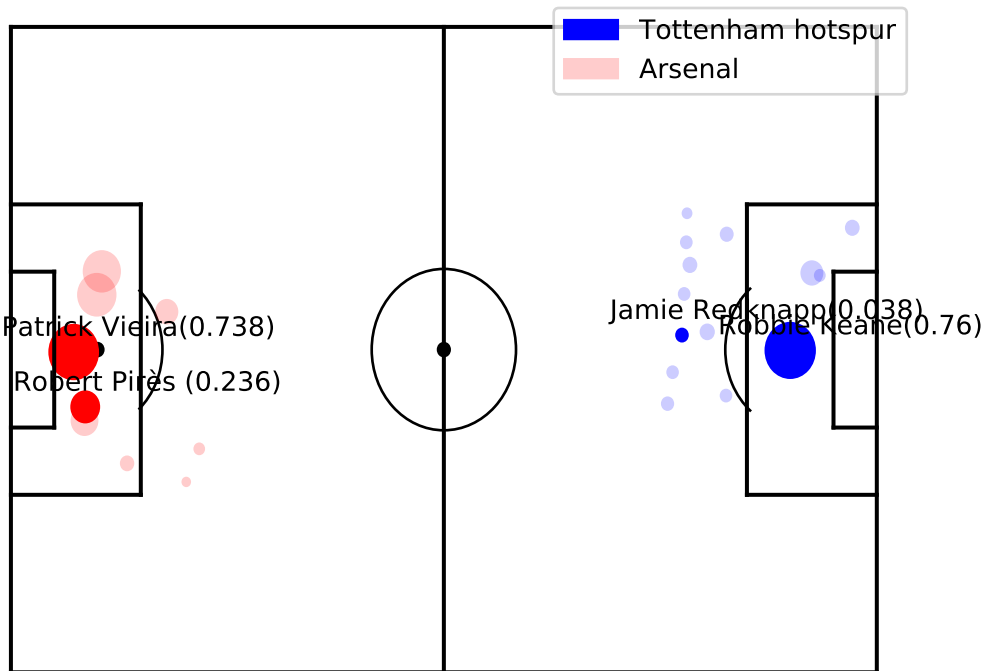 Tottenham hotspur
Arsenal
Jamie Redknapp(0.038)
Robbie Keane(0.76)
Patrick Vieira(0.738)
Robert Pirès (0.236)